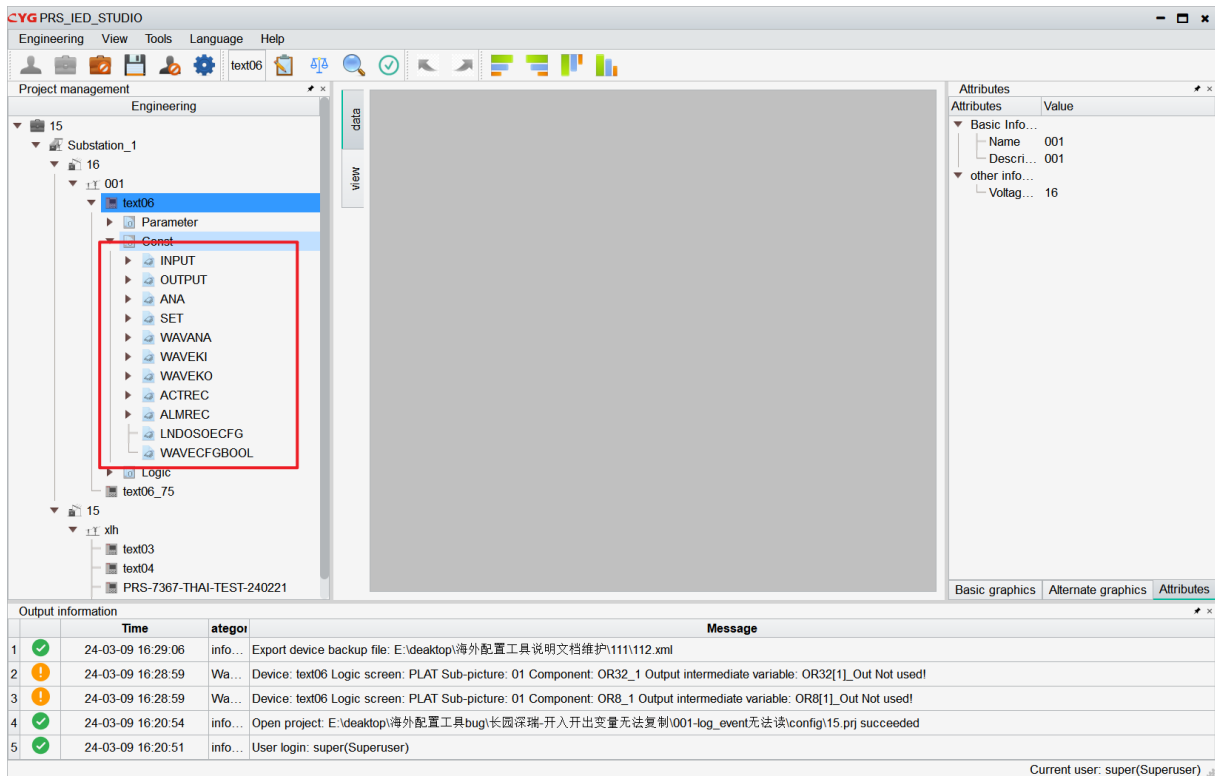 CYG PRS_IED_STUDIO
Engineering View Tools Language Help
text06
Project management
Engineering
15
Substation_1
16
001
text06
Parameter
Const
INPUT
OUTPUT
ANA
SET
WAVANA
WAVEKI
WAVEKO
ACTREC
ALMREC
LNDOSOECFG
WAVECFGBOOL
Logic
text06_75
15
xlh
text03
text04
PRS-7367-THAI-TEST-240221
data
view
Attributes
Attributes Value
Basic Info...
Name 001
Descri... 001
other info...
Voltag... 16
Basic graphics Alternate graphics Attributes
Output information
Time ategor Message
1 24-03-09 16:29:06 info... Export device backup file: E:\deaktop\海外配置工具说明文档维护\111\112.xml
2 24-03-09 16:28:59 Wa... Device: text06 Logic screen: PLAT Sub-picture: 01 Component: OR32_1 Output intermediate variable: OR32[1]_Out Not used!
3 24-03-09 16:28:59 Wa... Device: text06 Logic screen: PLAT Sub-picture: 01 Component: OR8_1 Output intermediate variable: OR8[1]_Out Not used!
4 24-03-09 16:20:54 info... Open project: E:\deaktop\海外配置工具bug\长园深瑞-开入开出变量无法复制\001-log_event无法读\config\15.prj succeeded
5 24-03-09 16:20:51 info... User login: super(Superuser)
Current user: super(Superuser)